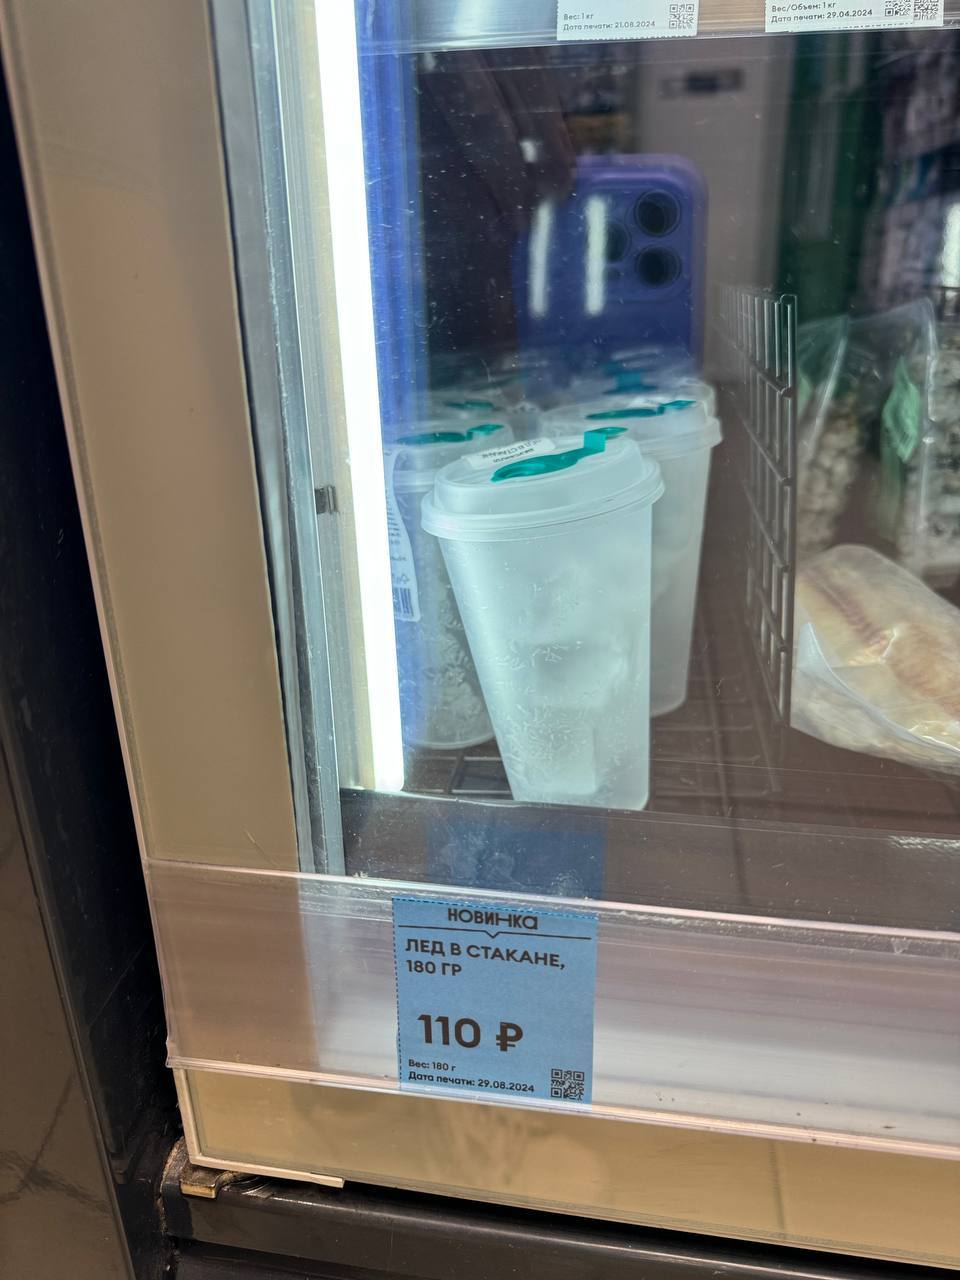 Вес: 1 кг
Дата печати: 21.08.2024
Вес/Объем: 1 кг
Дата печати: 29.04.2024
НОВИНКА
ЛЕД В СТАКАНЕ,
180 ГР
110 ₽
Вес: 180 г
Дата печати: 29.08.2024